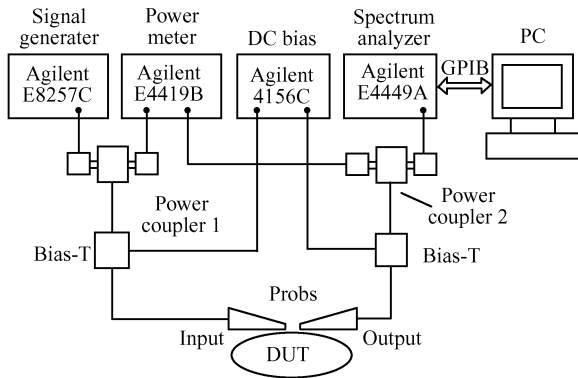 Signal
generater
Power
meter
DC bias
Spectrum
analyzer
PC
Agilent
E8257C
Agilent
E4419B
Agilent
4156C
Agilent
E4449A
GPIB
Power
coupler 1
Power
coupler 2
Bias-T
Bias-T
Probs
Input
Output
DUT